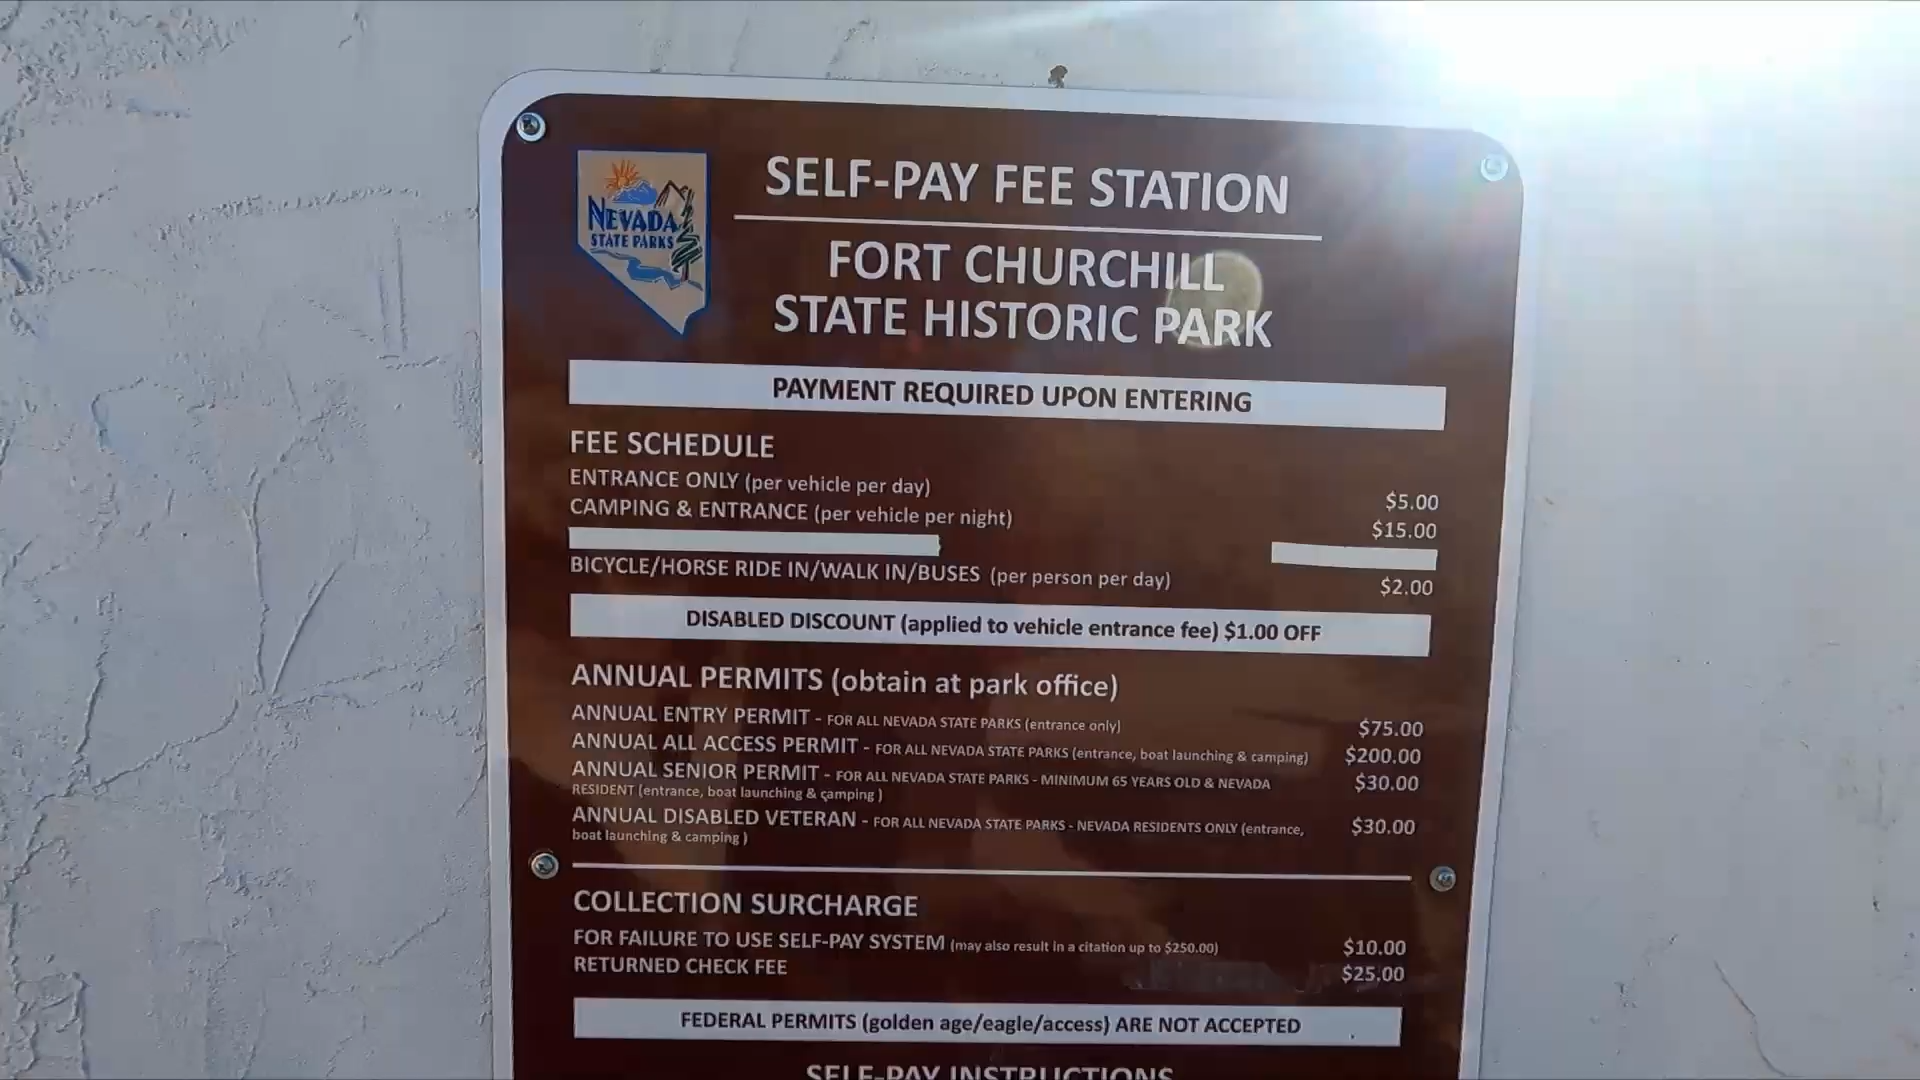 NEVADA
STATE PARKS
SELF-PAY FEE STATION
FORT CHURCHILL
STATE HISTORIC PARK
PAYMENT REQUIRED UPON ENTERING
FEE SCHEDULE
ENTRANCE ONLY (per vehicle per day) $5.00
CAMPING & ENTRANCE (per vehicle per night) $15.00
BICYCLE/HORSE RIDE IN/WALK IN/BUSES (per person per day) $2.00
DISABLED DISCOUNT (applied to vehicle entrance fee) $1.00 OFF
ANNUAL PERMITS (obtain at park office)
ANNUAL ENTRY PERMIT - FOR ALL NEVADA STATE PARKS (entrance only) $75.00
ANNUAL ALL ACCESS PERMIT - FOR ALL NEVADA STATE PARKS (entrance, boat launching & camping) $200.00
ANNUAL SENIOR PERMIT - FOR ALL NEVADA STATE PARKS - MINIMUM 65 YEARS OLD & NEVADA $30.00
RESIDENT (entrance, boat launching & camping )
ANNUAL DISABLED VETERAN - FOR ALL NEVADA STATE PARKS - NEVADA RESIDENTS ONLY (entrance, $30.00
boat launching & camping )
COLLECTION SURCHARGE
FOR FAILURE TO USE SELF-PAY SYSTEM (may also result in a citation up to $250.00) $10.00
RETURNED CHECK FEE $25.00
FEDERAL PERMITS (golden age/eagle/access) ARE NOT ACCEPTED
SELF-PAY INSTRUCTIONS